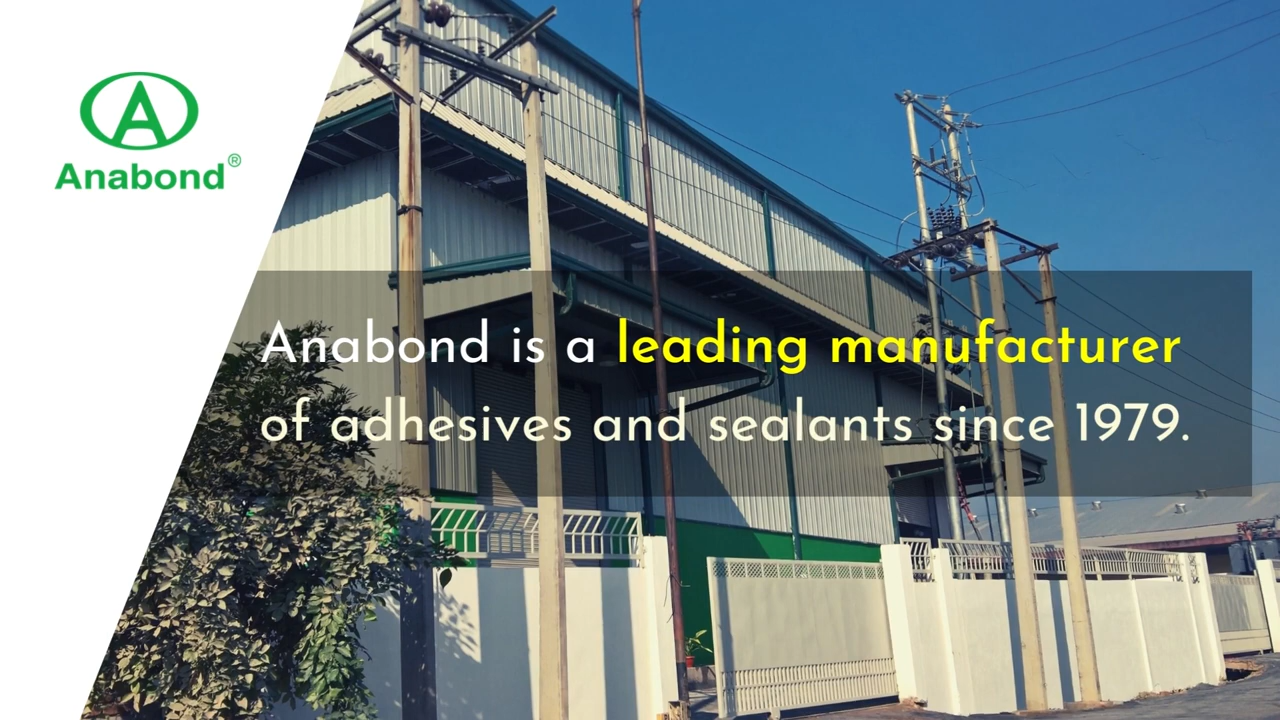 Anabond®
Anabond is a leading manufacturer
of adhesives and sealants since 1979.